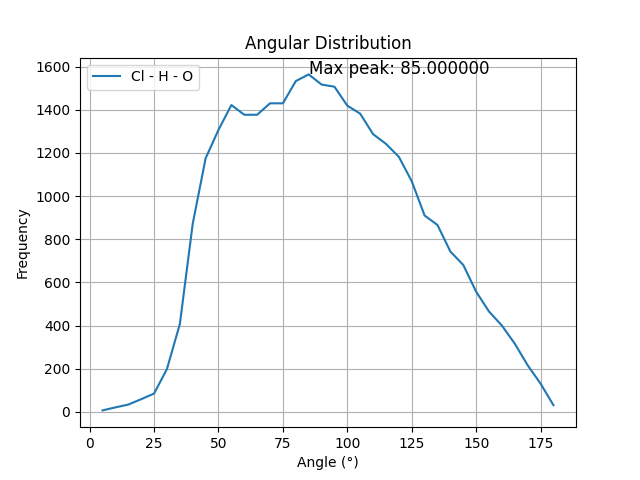 Angular Distribution
Max peak: 85.000000
Cl - H - O
1600
1400
1200
1000
800
600
400
200
0
Frequency
0 25 50 75 100 125 150 175
Angle (°)